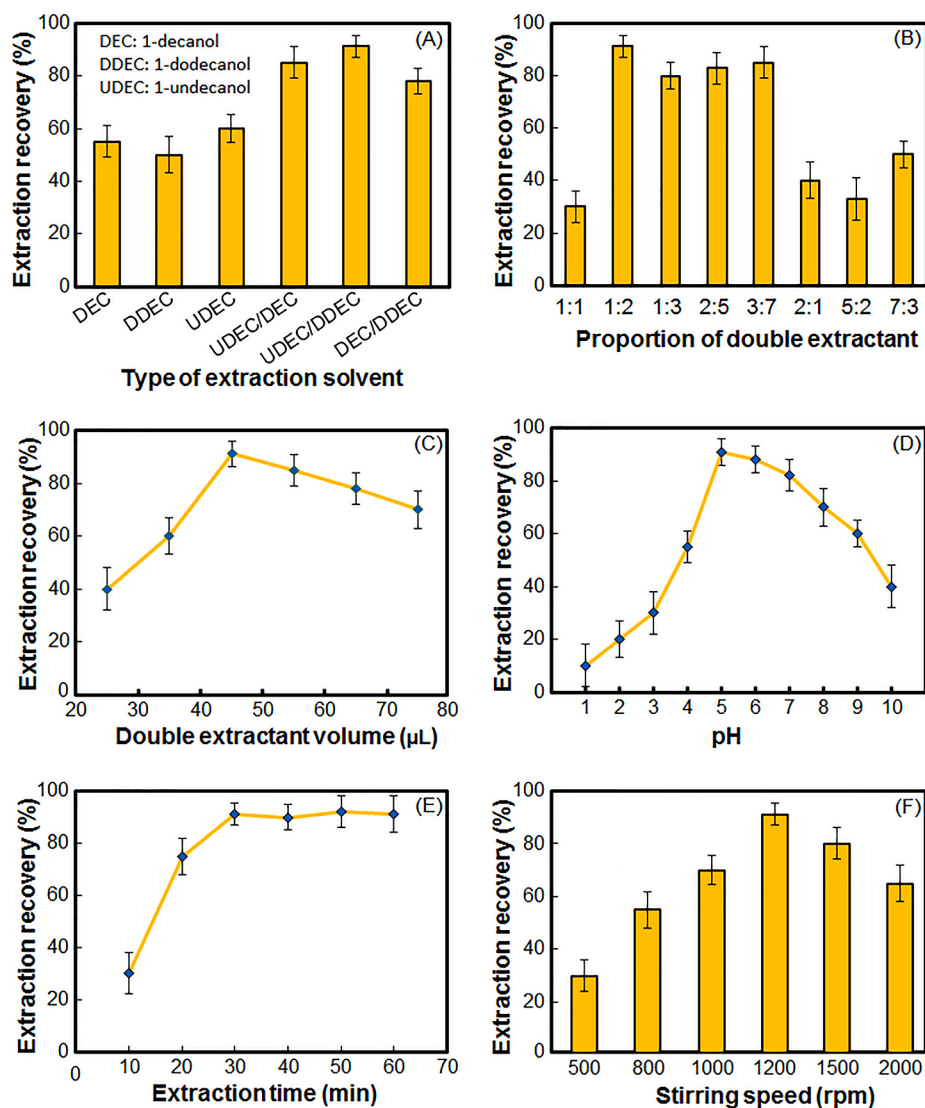 (A)
DEC: 1-decanol
DDEC: 1-dodecanol
UDEC: 1-undecanol
Extraction recovery (%)
100
80
60
40
20
0
DEC
DDEC
UDEC
UDEC/DEC
UDEC/DDEC
DEC/DDEC
Type of extraction solvent
(B)
Extraction recovery (%)
100
80
60
40
20
0
1:1 1:2 1:3 2:5 3:7 2:1 5:2 7:3
Proportion of double extractant
(C)
Extraction recovery (%)
100
80
60
40
20
0
20 30 40 50 60 70 80
Double extractant volume (µL)
(D)
Extraction recovery (%)
100
80
60
40
20
0
1 2 3 4 5 6 7 8 9 10
pH
(E)
Extraction recovery (%)
100
80
60
40
20
0
0 10 20 30 40 50 60 70
Extraction time (min)
(F)
Extraction recovery (%)
100
80
60
40
20
0
500 800 1000 1200 1500 2000
Stirring speed (rpm)